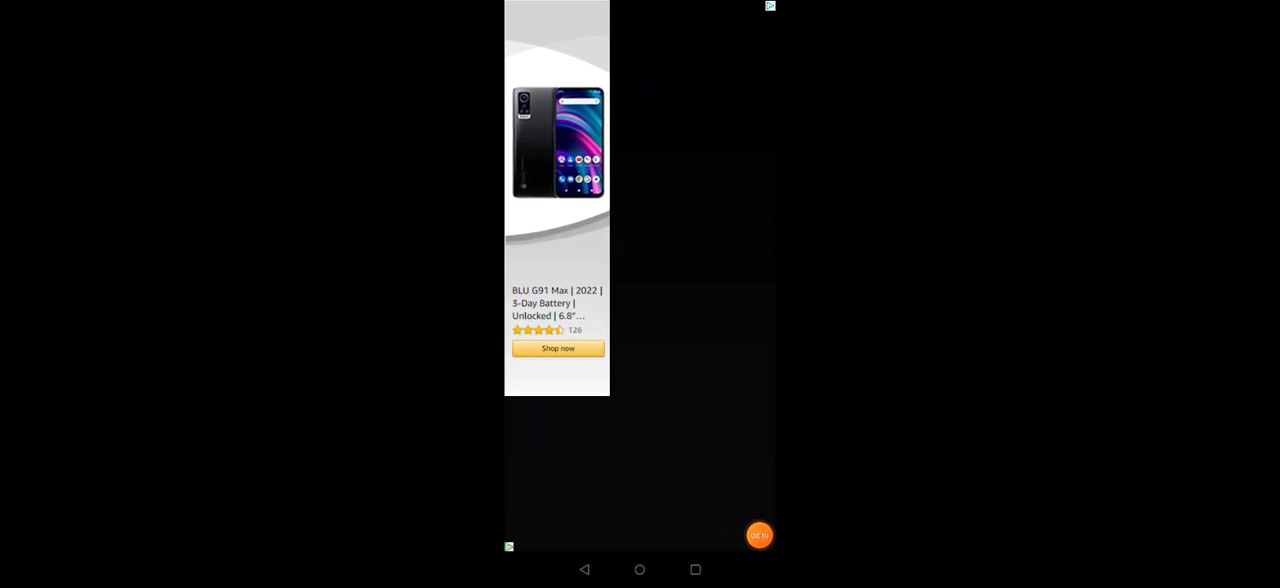 BLU G91 Max | 2022 |
3-Day Battery |
Unlocked | 6.8"...
126
Shop now